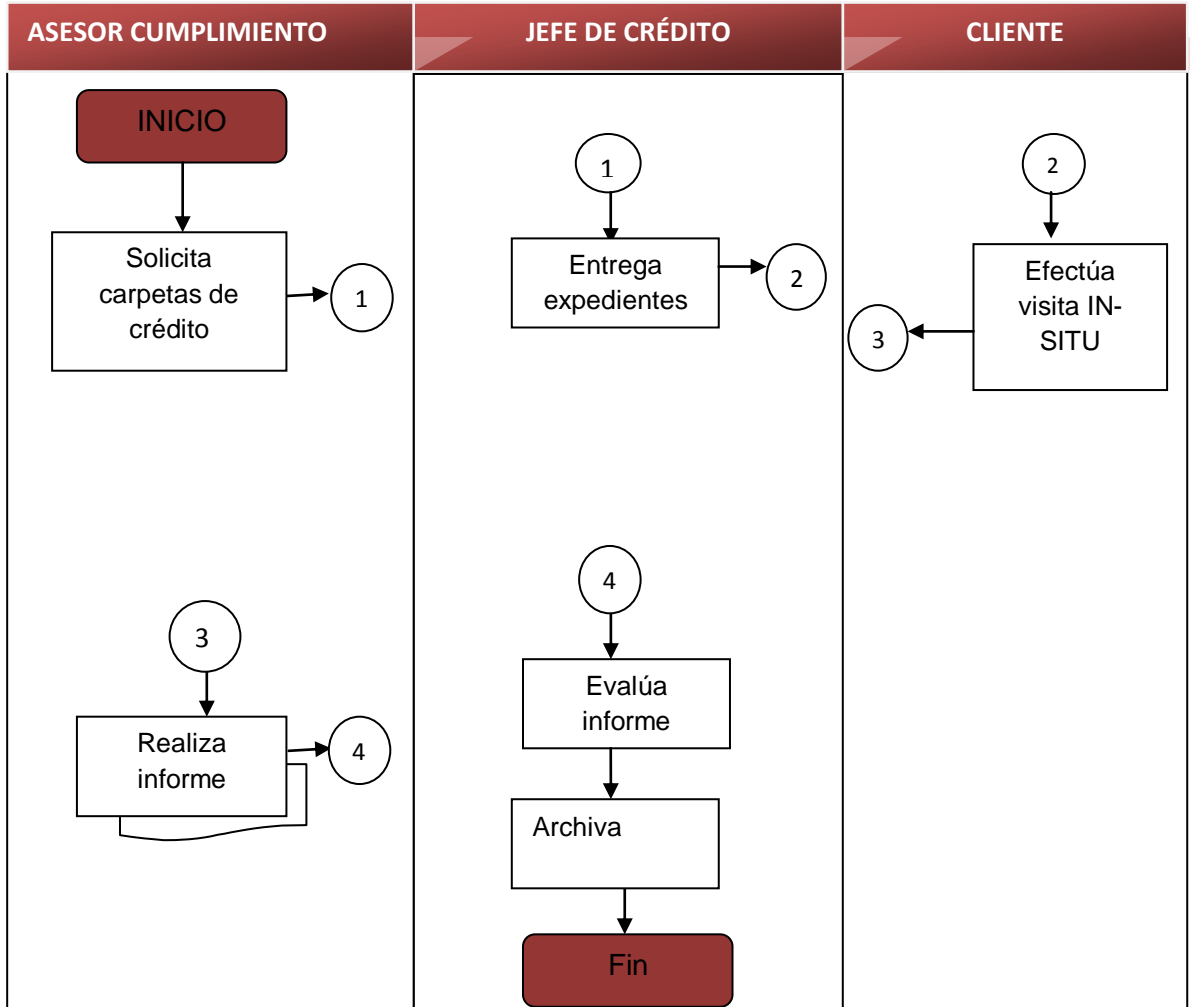 ASESOR CUMPLIMIENTO
JEFE DE CRÉDITO
CLIENTE
INICIO
Solicita
carpetas de
crédito
1
1
Entrega
expedientes
2
2
Efectúa
visita IN-
SITU
3
3
Realiza
informe
4
4
Evalúa
informe
Archiva
Fin